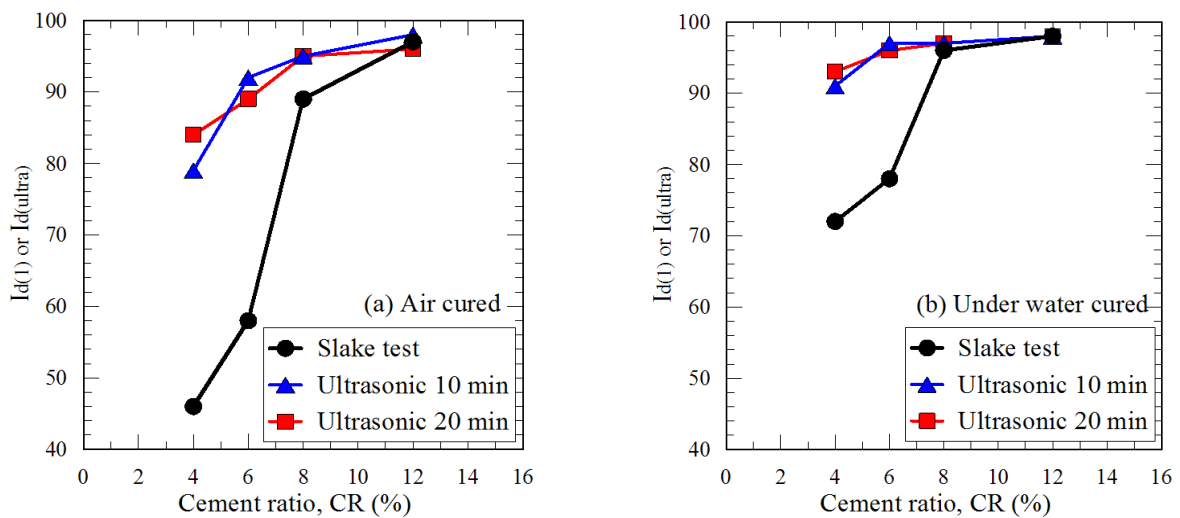 100
90
80
70
60
50
40
Id(1) or Id(ultra)
(a) Air cured
Slake test
Ultrasonic 10 min
Ultrasonic 20 min
0 2 4 6 8 10 12 14 16
Cement ratio, CR (%)
100
90
80
70
60
50
40
Id(1) or Id(ultra)
(b) Under water cured
Slake test
Ultrasonic 10 min
Ultrasonic 20 min
0 2 4 6 8 10 12 14 16
Cement ratio, CR (%)